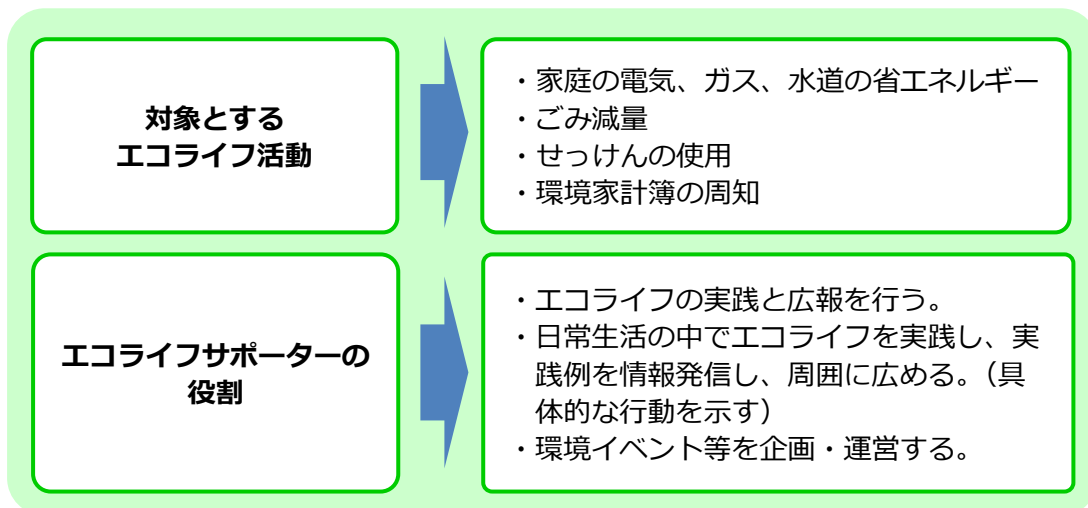 対象とする
エコライフ活動
・家庭の電気、ガス、水道の省エネルギー
・ごみ減量
・せっけんの使用
・環境家計簿の周知
エコライフサポーターの
役割
・エコライフの実践と広報を行う。
・日常生活の中でエコライフを実践し、実
践例を情報発信し、周囲に広める。（具
体的な行動を示す）
・環境イベント等を企画・運営する。